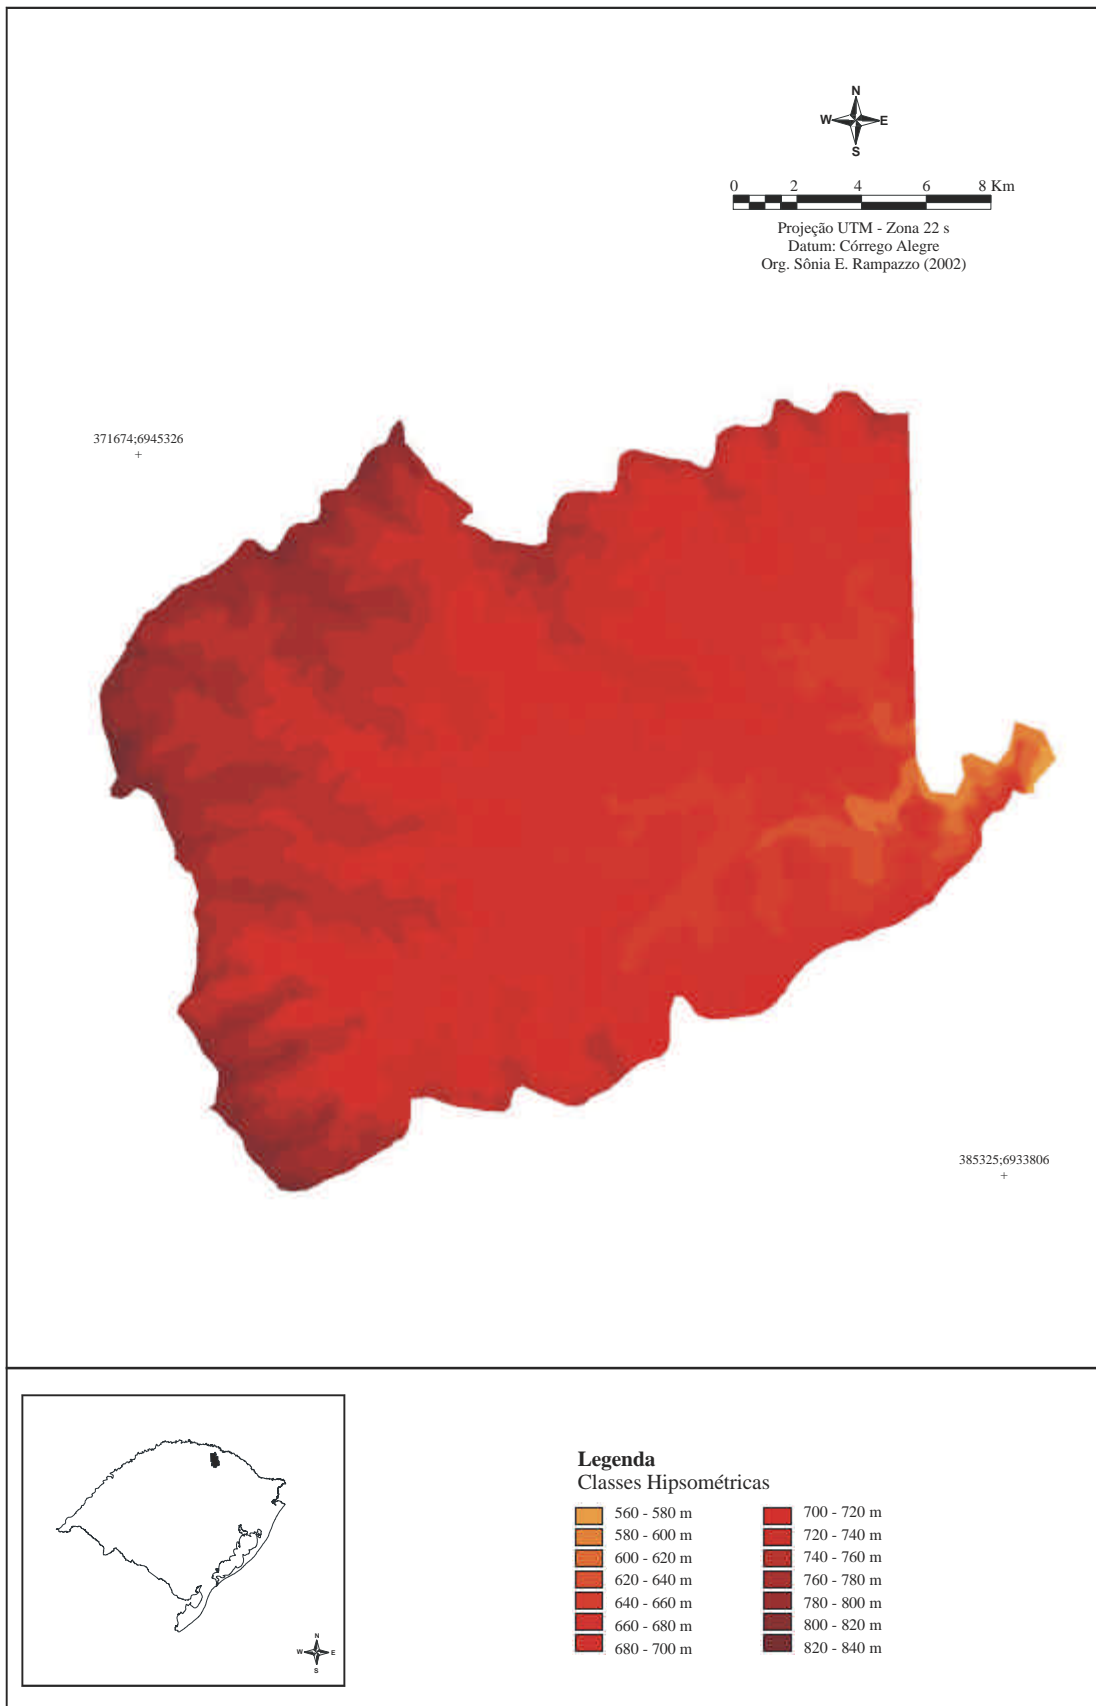 N
W E
S
0 2 4 6 8 Km
Projeção UTM - Zona 22 s
Datum: Córrego Alegre
Org. Sônia E. Rampazzo (2002)
371674;6945326
+
385325;6933806
+
Legenda
Classes Hipsométricas
560 - 580 m
580 - 600 m
600 - 620 m
620 - 640 m
640 - 660 m
660 - 680 m
680 - 700 m
700 - 720 m
720 - 740 m
740 - 760 m
760 - 780 m
780 - 800 m
800 - 820 m
820 - 840 m
N
W E
S